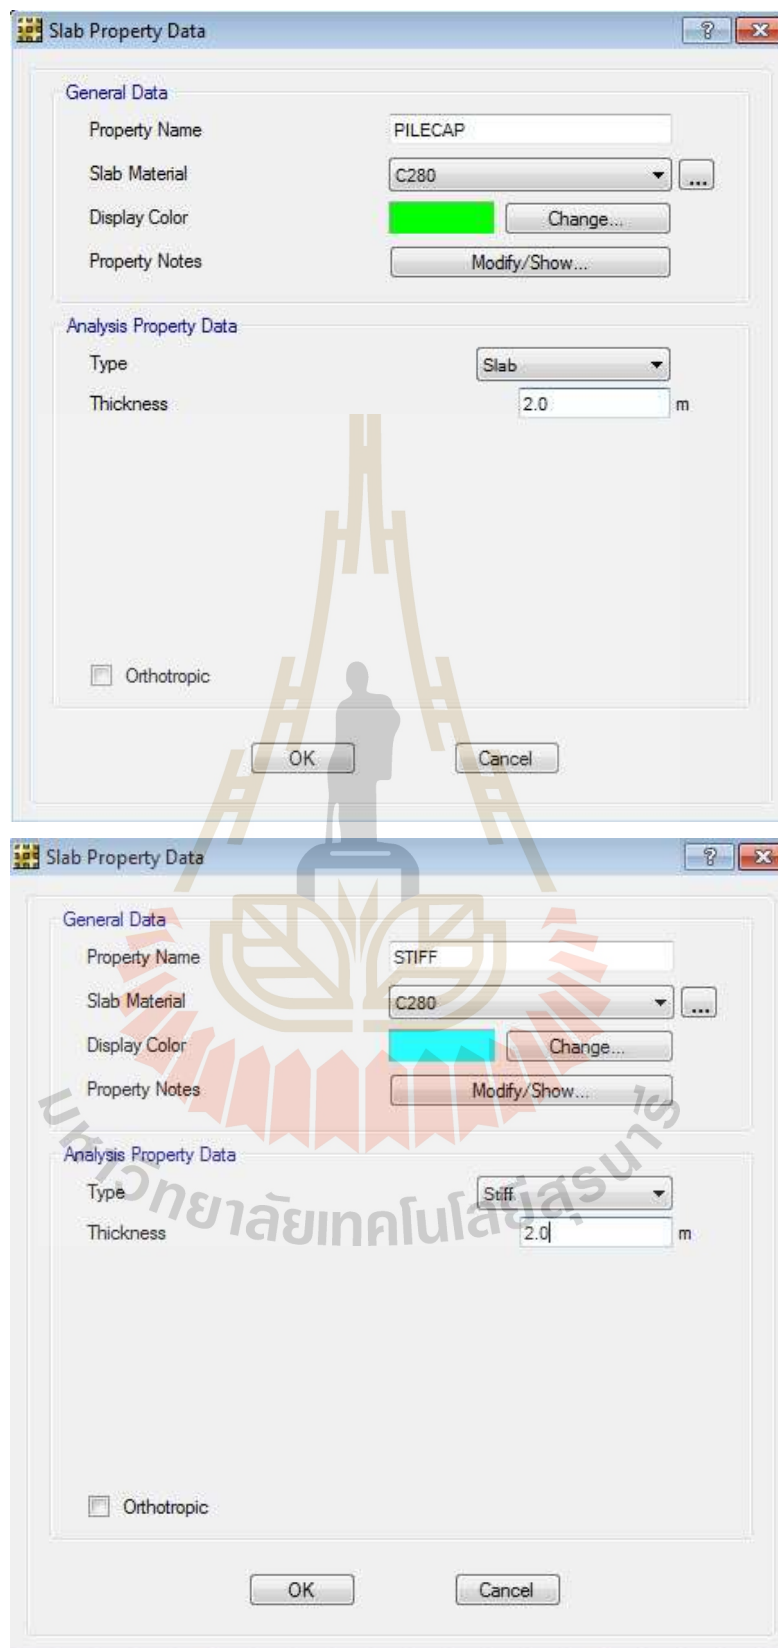 Slab Property Data
General Data
Property Name PILECAP
Slab Material C280 ...
Display Color Change...
Property Notes Modify/Show...
Analysis Property Data
Type Slab
Thickness 2.0 m
Orthotropic
OK Cancel
Slab Property Data
General Data
Property Name STIFF
Slab Material C280 ...
Display Color Change...
Property Notes Modify/Show...
Analysis Property Data
Type Stiff
Thickness 2.0 m
Orthotropic
OK Cancel
มหาวิทยาลัยเทคโนโลยีสุรนารี